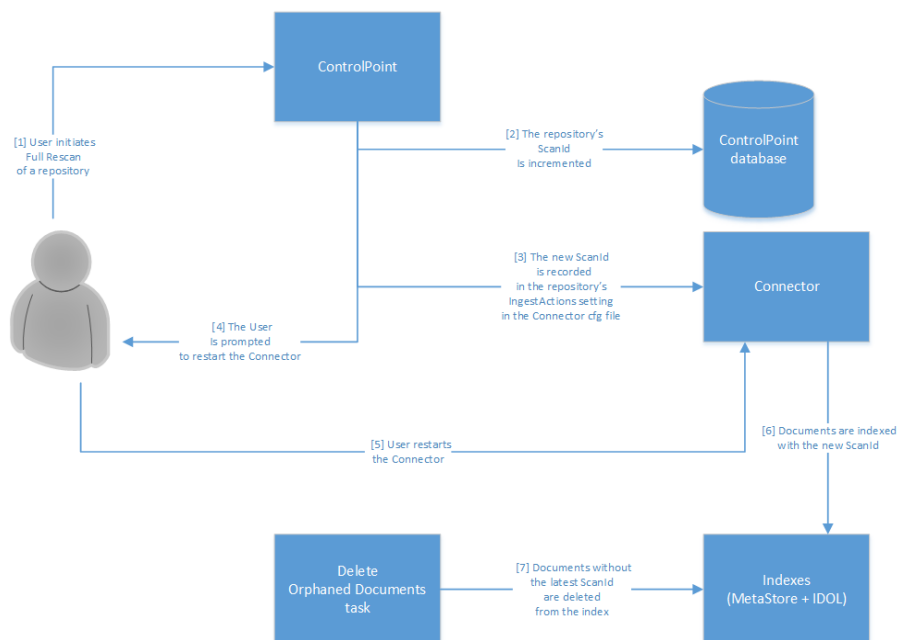 ControlPoint
[1] User initiates
Full Rescan
of a repository
[2] The repository's
ScanId
Is incremented
ControlPoint
database
[3] The new ScanId
is recorded
in the repository's
IngestActions setting
in the Connector cfg file
Connector
[4] The User
Is prompted
to restart the Connector
[5] User restarts
the Connector
[6] Documents are indexed
with the new ScanId
Delete
Orphaned Documents
task
[7] Documents without
the latest ScanId
are deleted
from the index
Indexes
(MetaStore + IDOL)